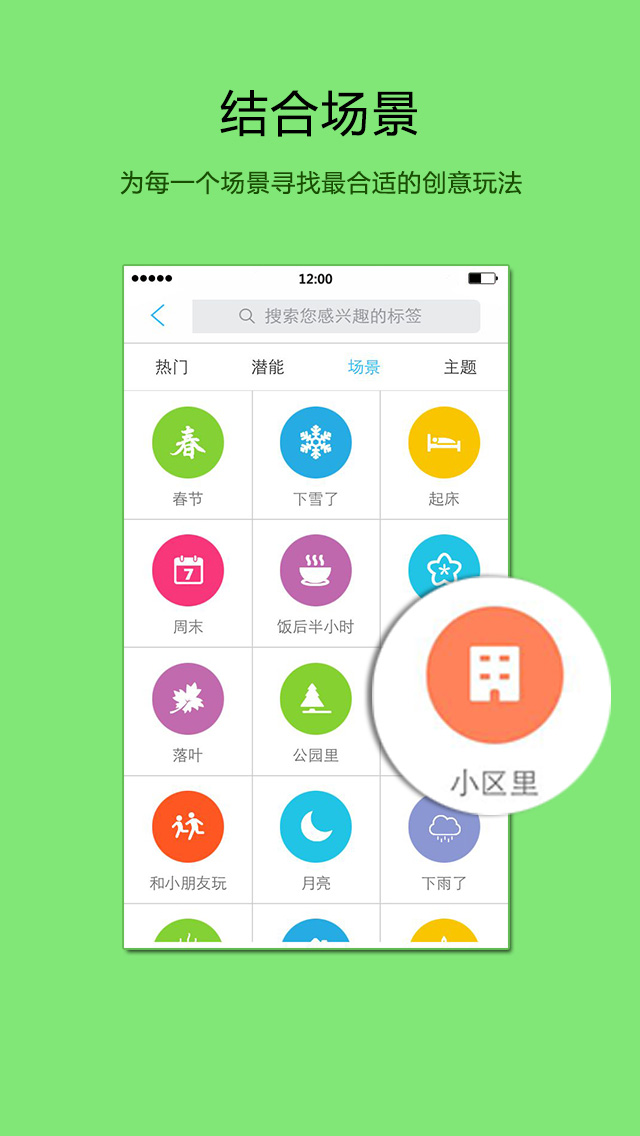 结合场景
为每一个场景寻找最合适的创意玩法
12:00
搜索您感兴趣的标签
热门 潜能 场景 主题
春
春节 下雪了 起床
7
周末 饭后半小时
小区里
落叶 公园里
和小朋友玩 月亮 下雨了